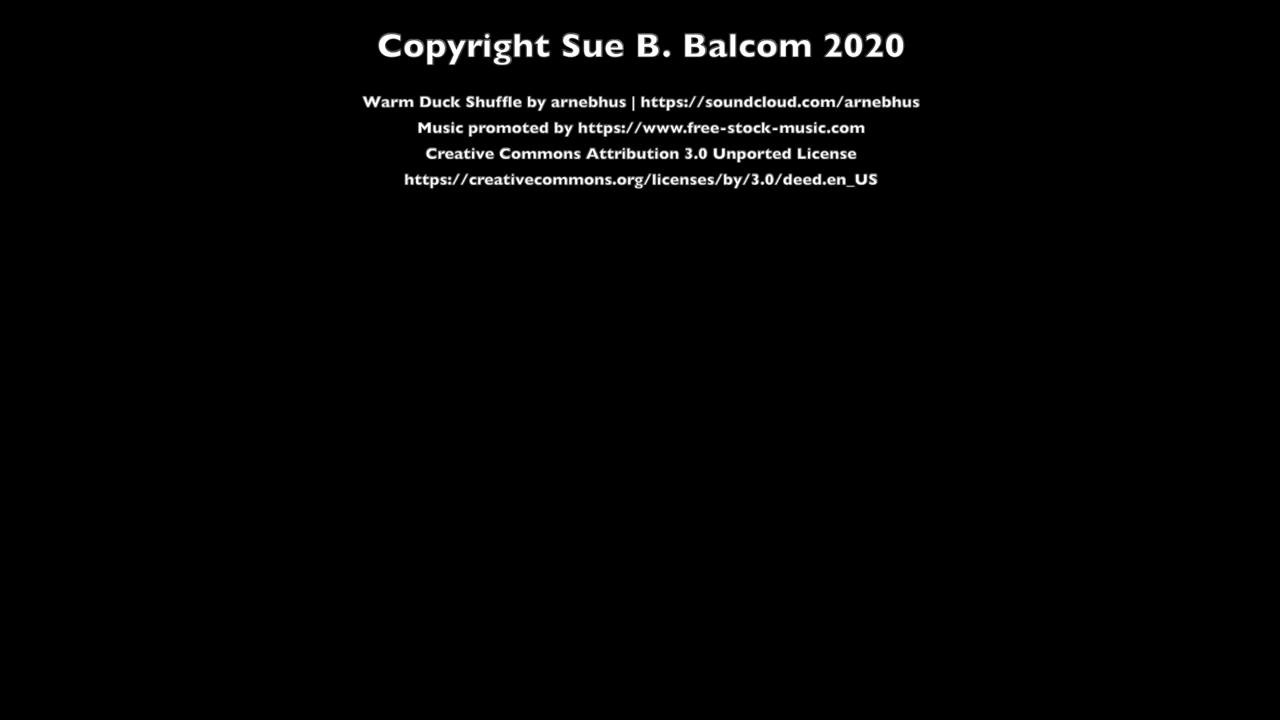 Copyright Sue B. Balcom 2020
Warm Duck Shuffle by arnebhus | https://soundcloud.com/arnebhus
Music promoted by https://www.free-stock-music.com
Creative Commons Attribution 3.0 Unported License
https://creativecommons.org/licenses/by/3.0/deed.en_US